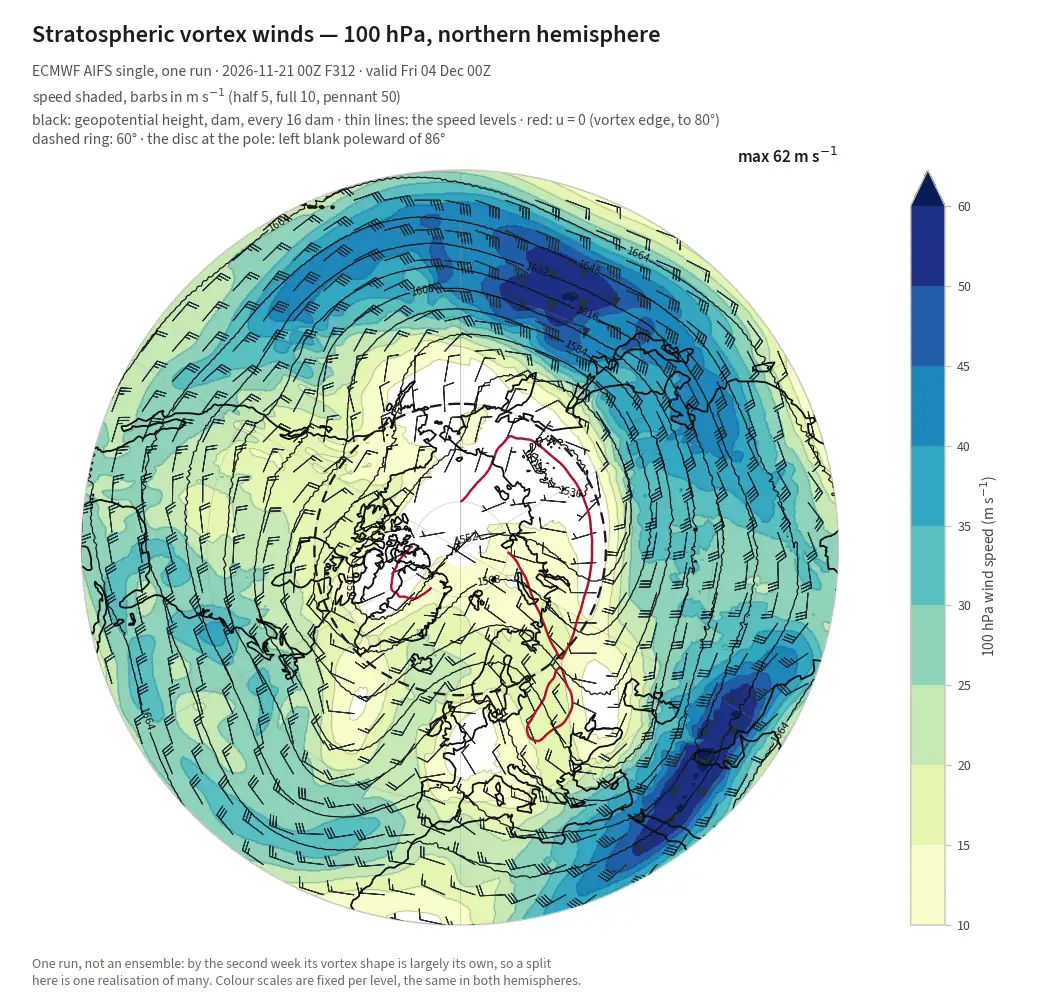 Stratospheric vortex winds — 100 hPa, northern hemisphere
ECMWF AIFS single, one run · 2026-11-21 00Z F312 · valid Fri 04 Dec 00Z
speed shaded, barbs in m s⁻¹ (half 5, full 10, pennant 50)
black: geopotential height, dam, every 16 dam · thin lines: the speed levels · red: u = 0 (vortex edge, to 80°)
dashed ring: 60° · the disc at the pole: left blank poleward of 86°
max 62 m s⁻¹
1664
1648
1616
1600
1584
1536
1552
1568
1664
1664
60
50
45
40
35
30
25
20
15
10
100 hPa wind speed (m s⁻¹)
One run, not an ensemble: by the second week its vortex shape is largely its own, so a split
here is one realisation of many. Colour scales are fixed per level, the same in both hemispheres.